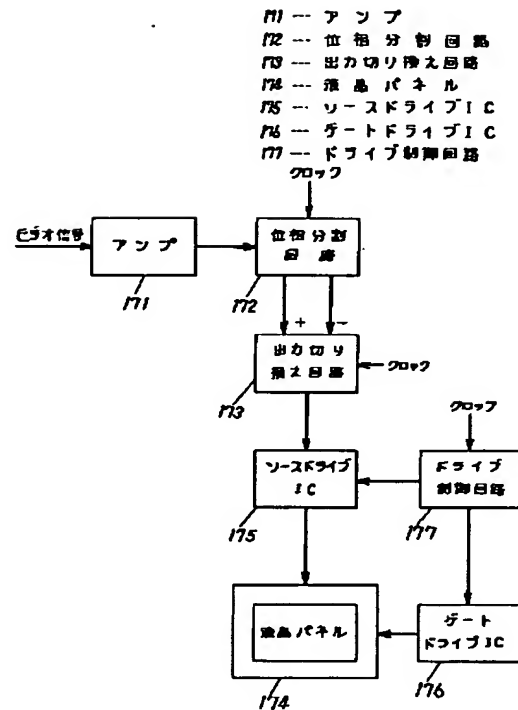 171 --- アンプ
172 --- 位相分割回路
173 --- 出力切り換え回路
174 --- 液晶パネル
175 --- ソースドライブIC
176 --- ゲートドライブIC
177 --- ドライブ制御回路
クロック
ビデオ信号
アンプ
171
位相分割
回路
172
+ -
出力切り
換え回路
クロック
173
クロック
ソースドライブ
IC
175
ドライブ
制御回路
177
液晶パネル
174
ゲート
ドライブIC
176